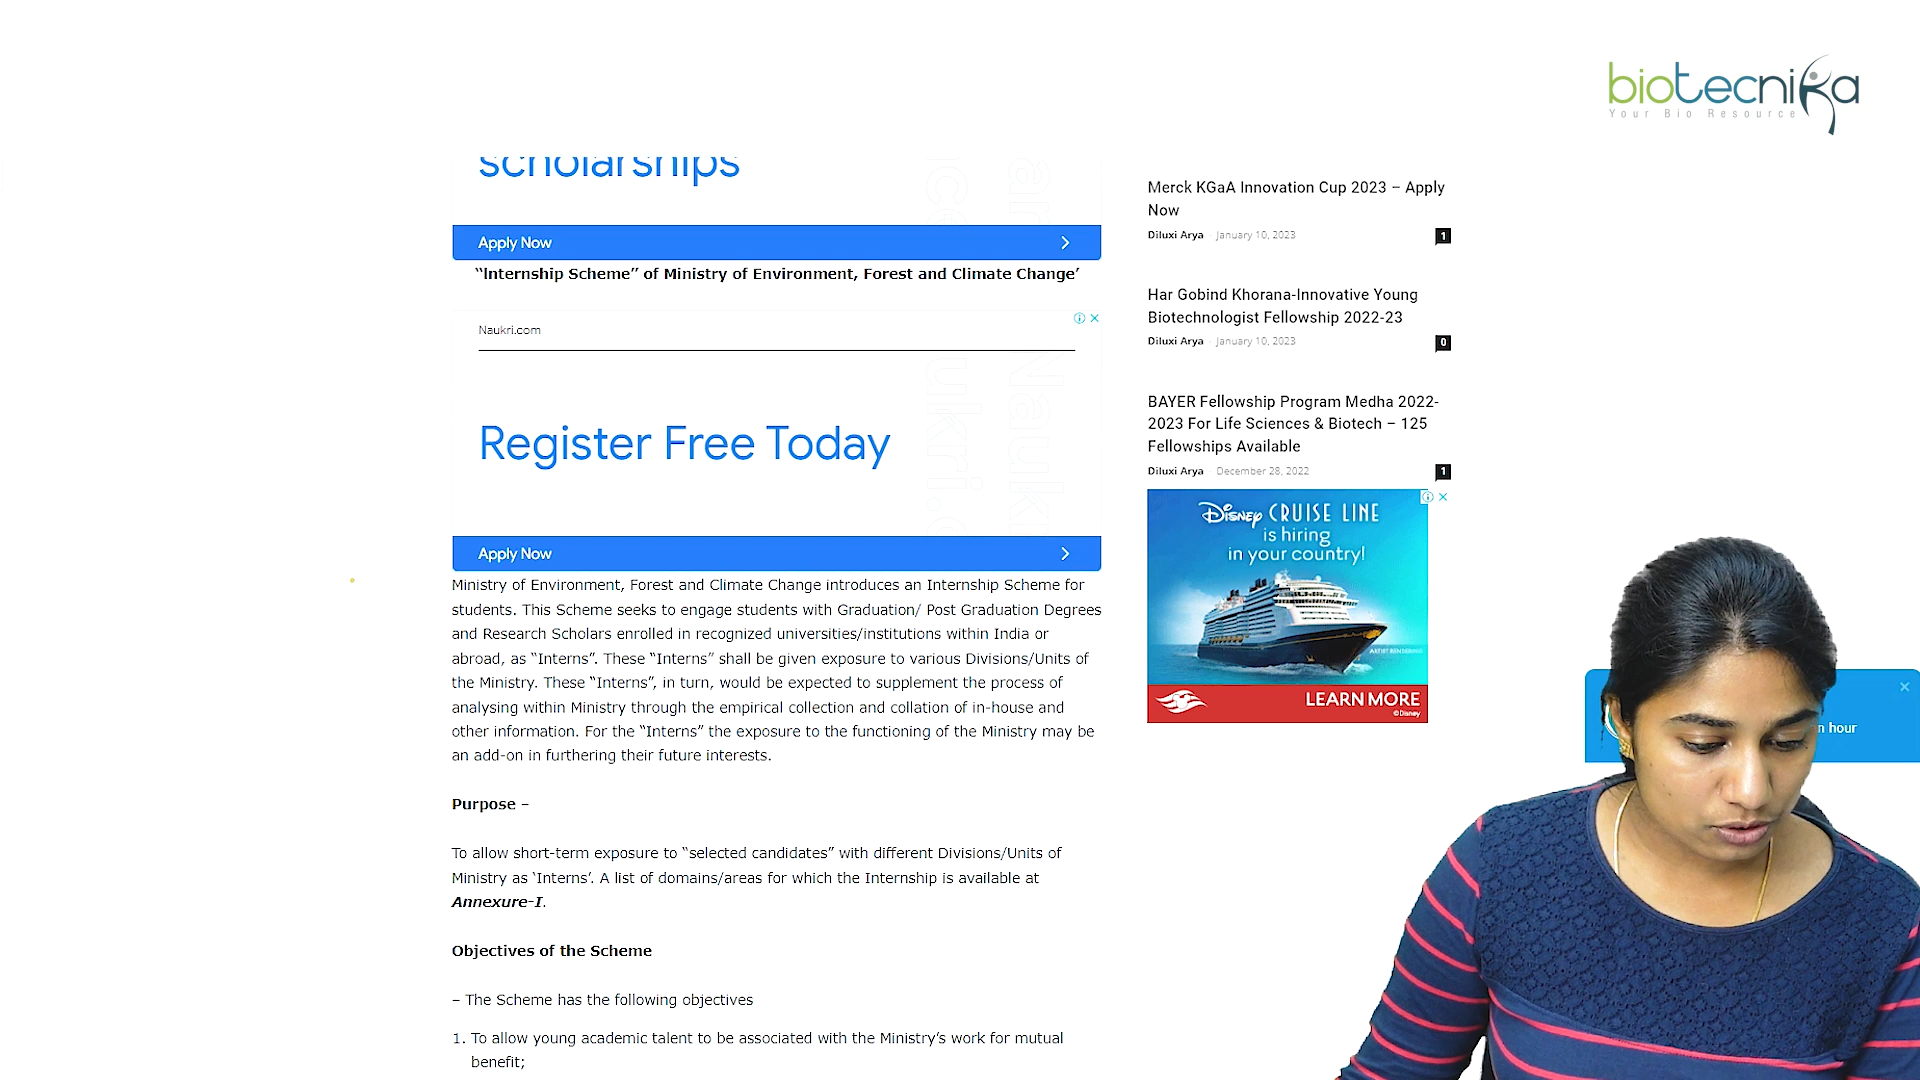 biotecnika
Your Bio Resource
scholarships
Apply Now
“Internship Scheme” of Ministry of Environment, Forest and Climate Change’
Naukri.com
Register Free Today
Apply Now
Ministry of Environment, Forest and Climate Change introduces an Internship Scheme for
students. This Scheme seeks to engage students with Graduation/ Post Graduation Degrees
and Research Scholars enrolled in recognized universities/institutions within India or
abroad, as “Interns”. These “Interns” shall be given exposure to various Divisions/Units of
the Ministry. These “Interns”, in turn, would be expected to supplement the process of
analysing within Ministry through the empirical collection and collation of in-house and
other information. For the “Interns” the exposure to the functioning of the Ministry may be
an add-on in furthering their future interests.
Purpose –
To allow short-term exposure to “selected candidates” with different Divisions/Units of
Ministry as ‘Interns’. A list of domains/areas for which the Internship is available at
Annexure-I.
Objectives of the Scheme
– The Scheme has the following objectives
1. To allow young academic talent to be associated with the Ministry’s work for mutual
benefit;
Merck KGaA Innovation Cup 2023 – Apply
Now
Diluxi Arya - January 10, 2023
1
Har Gobind Khorana-Innovative Young
Biotechnologist Fellowship 2022-23
Diluxi Arya - January 10, 2023
0
BAYER Fellowship Program Medha 2022-
2023 For Life Sciences & Biotech – 125
Fellowships Available
Diluxi Arya - December 28, 2022
1
Disney CRUISE LINE
is hiring
in your country!
ARTIST RENDERING
LEARN MORE
©Disney
hour